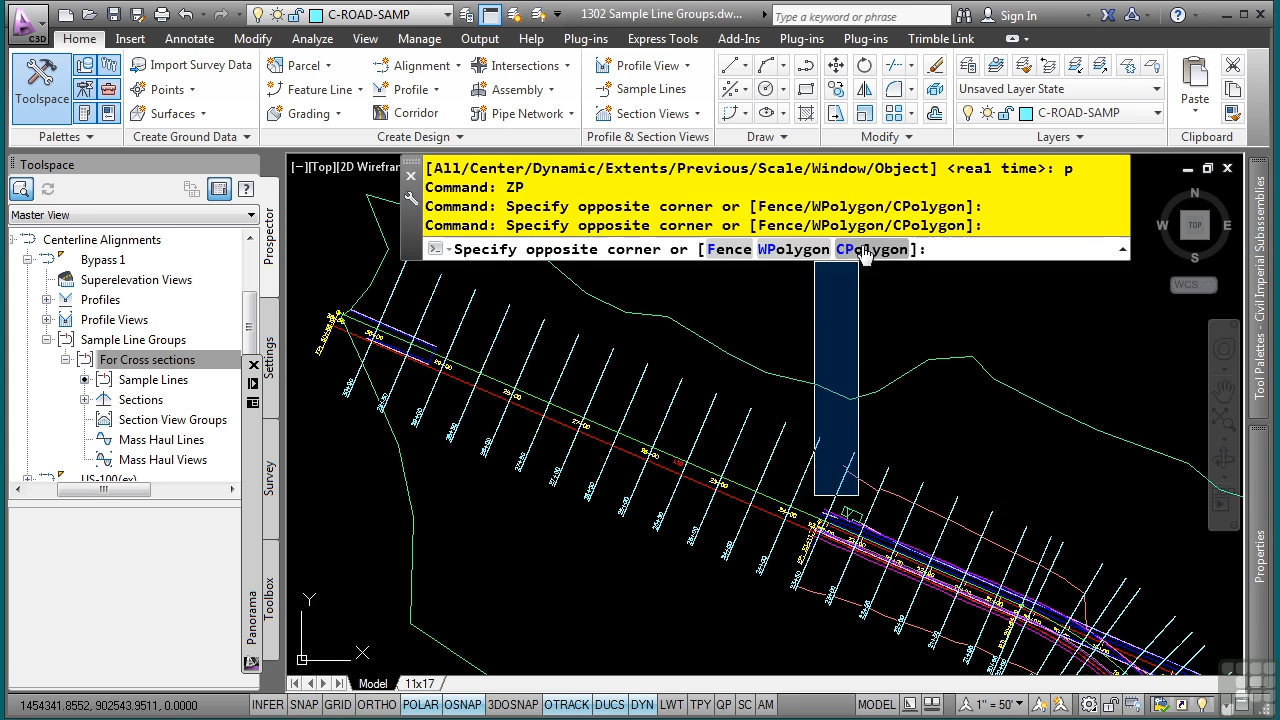 C-ROAD-SAMP
1302 Sample Line Groups.dw...
Type a keyword or phrase
Sign In
C3D
Home Insert Annotate Modify Analyze View Manage Output Help Plug-ins Express Tools Add-Ins Plug-ins Plug-ins Trimble Link
Toolspace
Import Survey Data
Points
Surfaces
Parcel
Feature Line
Grading
Alignment
Profile
Corridor
Intersections
Assembly
Pipe Network
Profile View
Sample Lines
Section Views
Unsaved Layer State
C-ROAD-SAMP
Paste
Palettes
Create Ground Data
Create Design
Profile & Section Views
Draw
Modify
Layers
Clipboard
Toolspace
Master View
Centerline Alignments
Bypass 1
Superelevation Views
Profiles
Profile Views
Sample Line Groups
For Cross sections
Sample Lines
Sections
Section View Groups
Mass Haul Lines
Mass Haul Views
US-100(ex)
Prospector
Settings
Survey
Toolbox
Panorama
[−][Top][2D Wirefran
[All/Center/Dynamic/Extents/Previous/Scale/Window/Object] <real time>: p
Command: ZP
Command: Specify opposite corner or [Fence/WPolygon/CPolygon]:
Command: Specify opposite corner or [Fence/WPolygon/CPolygon]:
Specify opposite corner or [Fence WPolygon CPolygon]:
N
W TOP E
S
WCS
Tool Palettes - Civil Imperial Subassemblies
Properties
Y
X
Model 11x17
1454341.8552, 902543.9511, 0.0000
INFER SNAP GRID ORTHO POLAR OSNAP 3DOSNAP OTRACK DUCS DYN LWT TPY QP SC AM
MODEL
1" = 50'